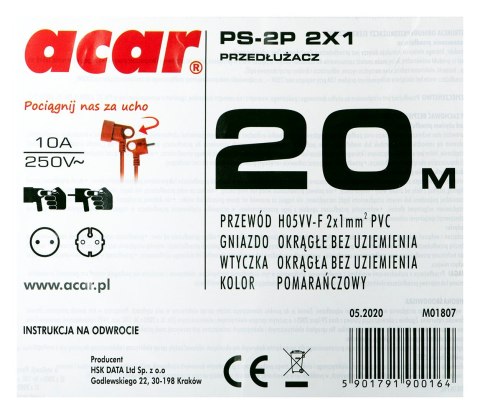 acar®
PS-2P 2X1
PRZEDŁUŻACZ
Pociągnij nas za ucho
10A
250V~
20M
PRZEWÓD H05VV-F 2x1mm² PVC
GNIAZDO OKRĄGŁE BEZ UZIEMIENIA
WTYCZKA OKRĄGŁA BEZ UZIEMIENIA
KOLOR POMARAŃCZOWY
www.acar.pl
05.2020 M01807
INSTRUKCJA NA ODWROCIE
Producent
HSK DATA Ltd Sp. z o.o
Godlewskiego 22, 30-198 Kraków
CE
5 901791 900164